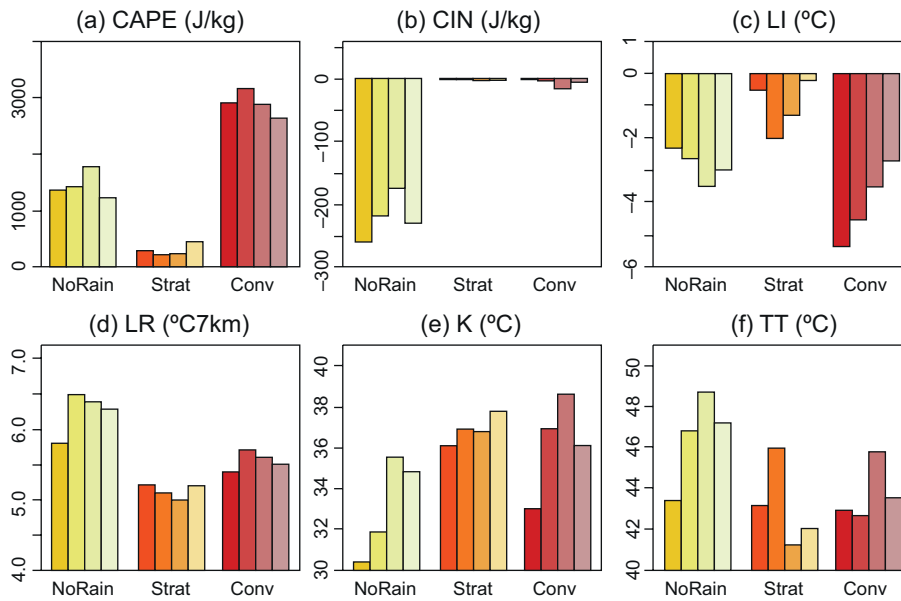 (a) CAPE (J/kg)
(b) CIN (J/kg)
(c) LI (ºC)
0 1000 3000
−300 −200 −100 0
−6 −4 −2 0 1
NoRain Strat Conv
NoRain Strat Conv
NoRain Strat Conv
(d) LR (ºC7km)
(e) K (ºC)
(f) TT (ºC)
4.0 5.0 6.0 7.0
30 32 34 36 38 40
40 42 44 46 48 50
NoRain Strat Conv
NoRain Strat Conv
NoRain Strat Conv